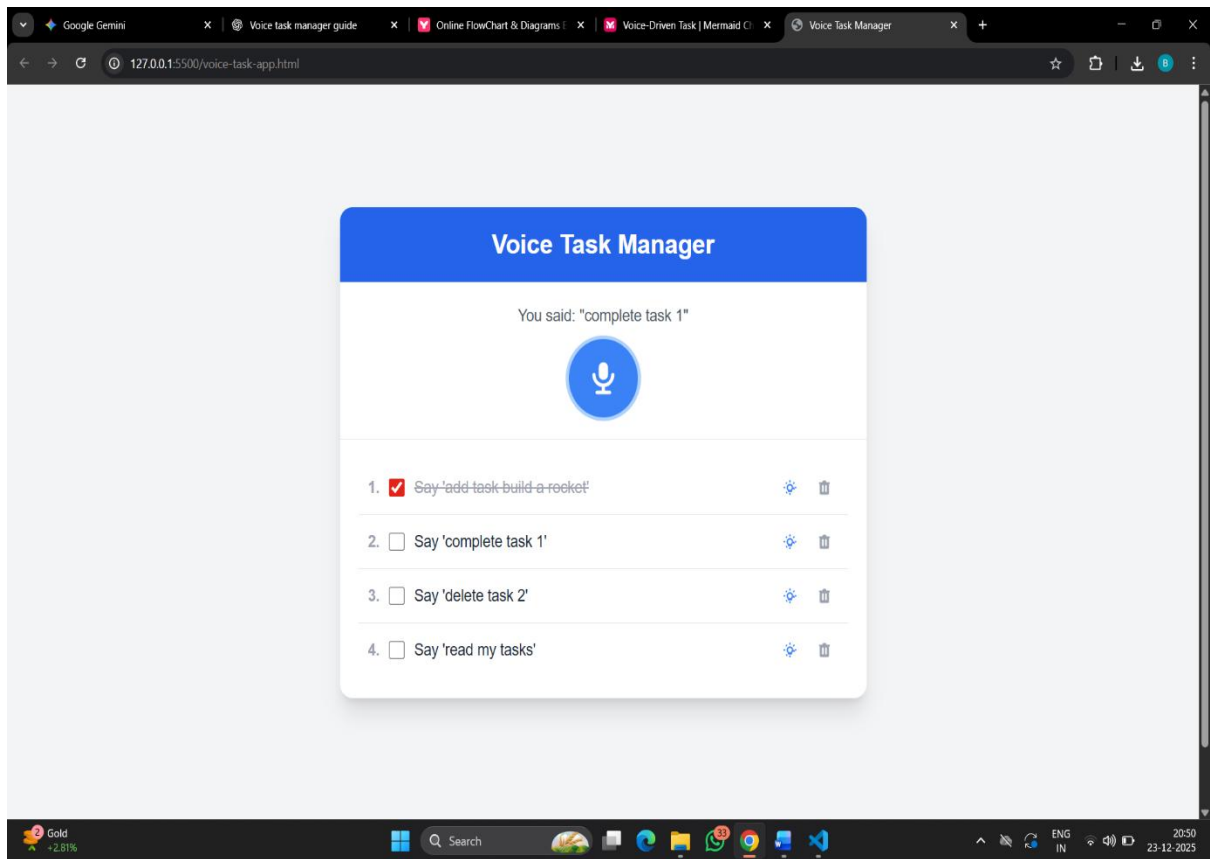 Google Gemini
Voice task manager guide
Online FlowChart & Diagrams E
Voice-Driven Task | Mermaid Ch
Voice Task Manager
127.0.0.1:5500/voice-task-app.html
B
Voice Task Manager
You said: "complete task 1"
1. Say 'add task build a rocket'
2. Say 'complete task 1'
3. Say 'delete task 2'
4. Say 'read my tasks'
2
Gold
+2.81%
Search
33
ENG
IN
20:50
23-12-2025